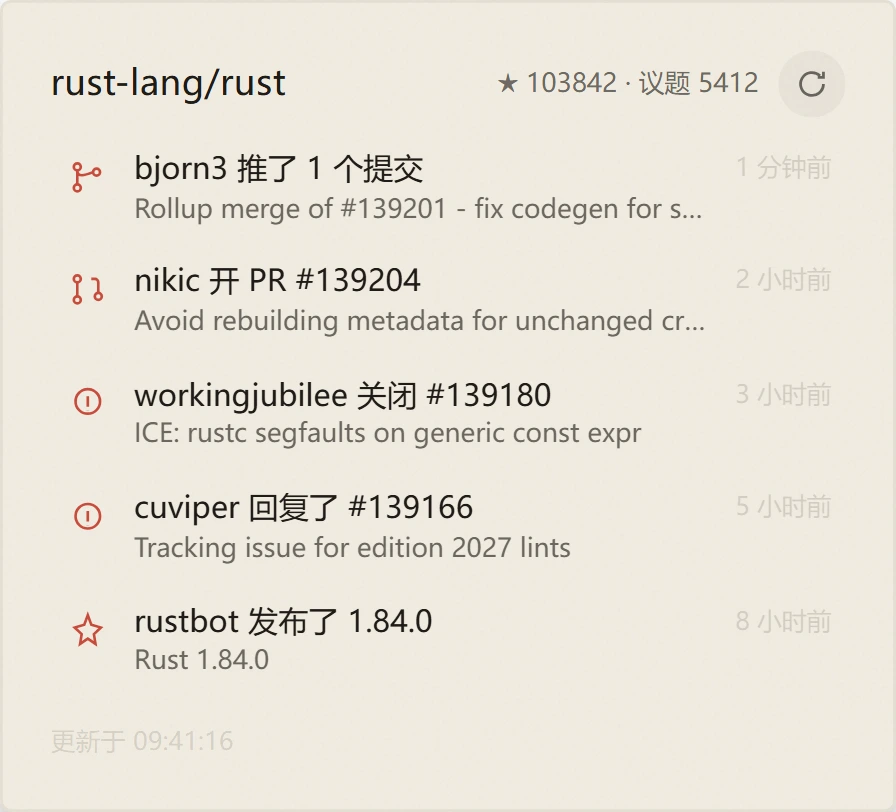 rust-lang/rust ★ 103842 · 议题 5412
bjorn3 推了 1 个提交 1 分钟前
Rollup merge of #139201 - fix codegen for s...
nikic 开 PR #139204 2 小时前
Avoid rebuilding metadata for unchanged cr...
workingjubilee 关闭 #139180 3 小时前
ICE: rustc segfaults on generic const expr
cuviper 回复了 #139166 5 小时前
Tracking issue for edition 2027 lints
rustbot 发布了 1.84.0 8 小时前
Rust 1.84.0
更新于 09:41:16